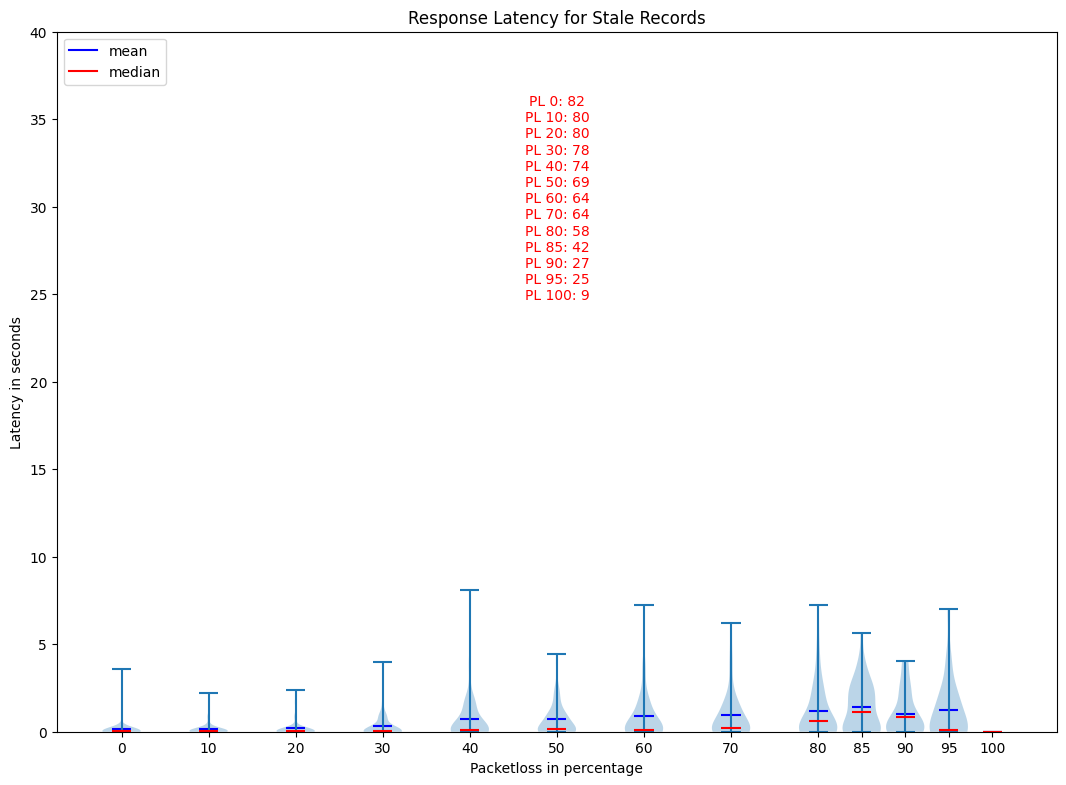 Response Latency for Stale Records
mean
median
PL 0: 82
PL 10: 80
PL 20: 80
PL 30: 78
PL 40: 74
PL 50: 69
PL 60: 64
PL 70: 64
PL 80: 58
PL 85: 42
PL 90: 27
PL 95: 25
PL 100: 9
Latency in seconds
40
35
30
25
20
15
10
5
0
0 10 20 30 40 50 60 70 80 85 90 95 100
Packetloss in percentage